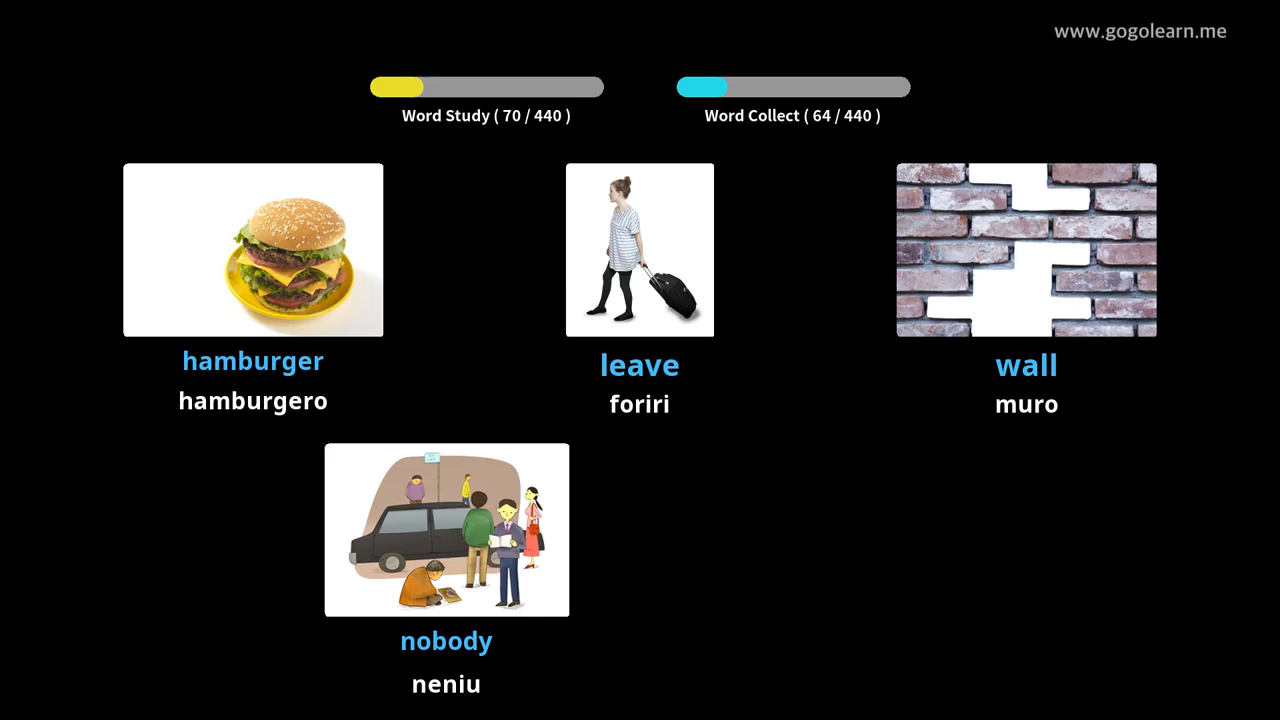 www.gogolearn.me
Word Study ( 70 / 440 )
Word Collect ( 64 / 440 )
hamburger
hamburgero
leave
foriri
wall
muro
nobody
neniu